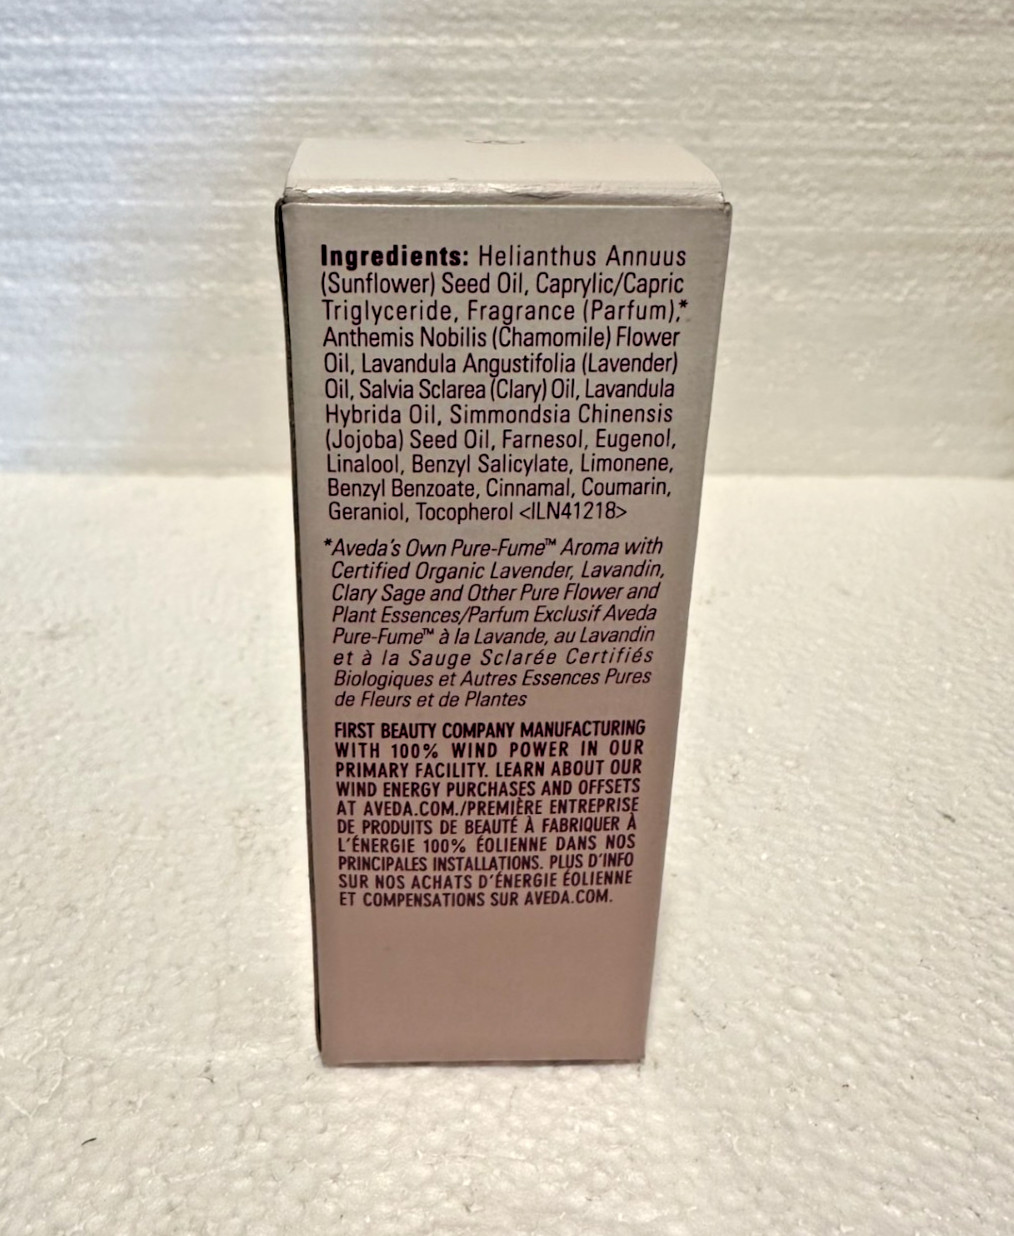 Ingredients: Helianthus Annuus
(Sunflower) Seed Oil, Caprylic/Capric
Triglyceride, Fragrance (Parfum),*
Anthemis Nobilis (Chamomile) Flower
Oil, Lavandula Angustifolia (Lavender)
Oil, Salvia Sclarea (Clary) Oil, Lavandula
Hybrida Oil, Simmondsia Chinensis
(Jojoba) Seed Oil, Farnesol, Eugenol,
Linalool, Benzyl Salicylate, Limonene,
Benzyl Benzoate, Cinnamal, Coumarin,
Geraniol, Tocopherol <ILN41218>
*Aveda's Own Pure-Fume™ Aroma with
Certified Organic Lavender, Lavandin,
Clary Sage and Other Pure Flower and
Plant Essences/Parfum Exclusif Aveda
Pure-Fume™ à la Lavande, au Lavandin
et à la Sauge Sclarée Certifiés
Biologiques et Autres Essences Pures
de Fleurs et de Plantes
FIRST BEAUTY COMPANY MANUFACTURING
WITH 100% WIND POWER IN OUR
PRIMARY FACILITY. LEARN ABOUT OUR
WIND ENERGY PURCHASES AND OFFSETS
AT AVEDA.COM./PREMIÈRE ENTREPRISE
DE PRODUITS DE BEAUTÉ À FABRIQUER À
L'ÉNERGIE 100% ÉOLIENNE DANS NOS
PRINCIPALES INSTALLATIONS. PLUS D'INFO
SUR NOS ACHATS D'ÉNERGIE ÉOLIENNE
ET COMPENSATIONS SUR AVEDA.COM.